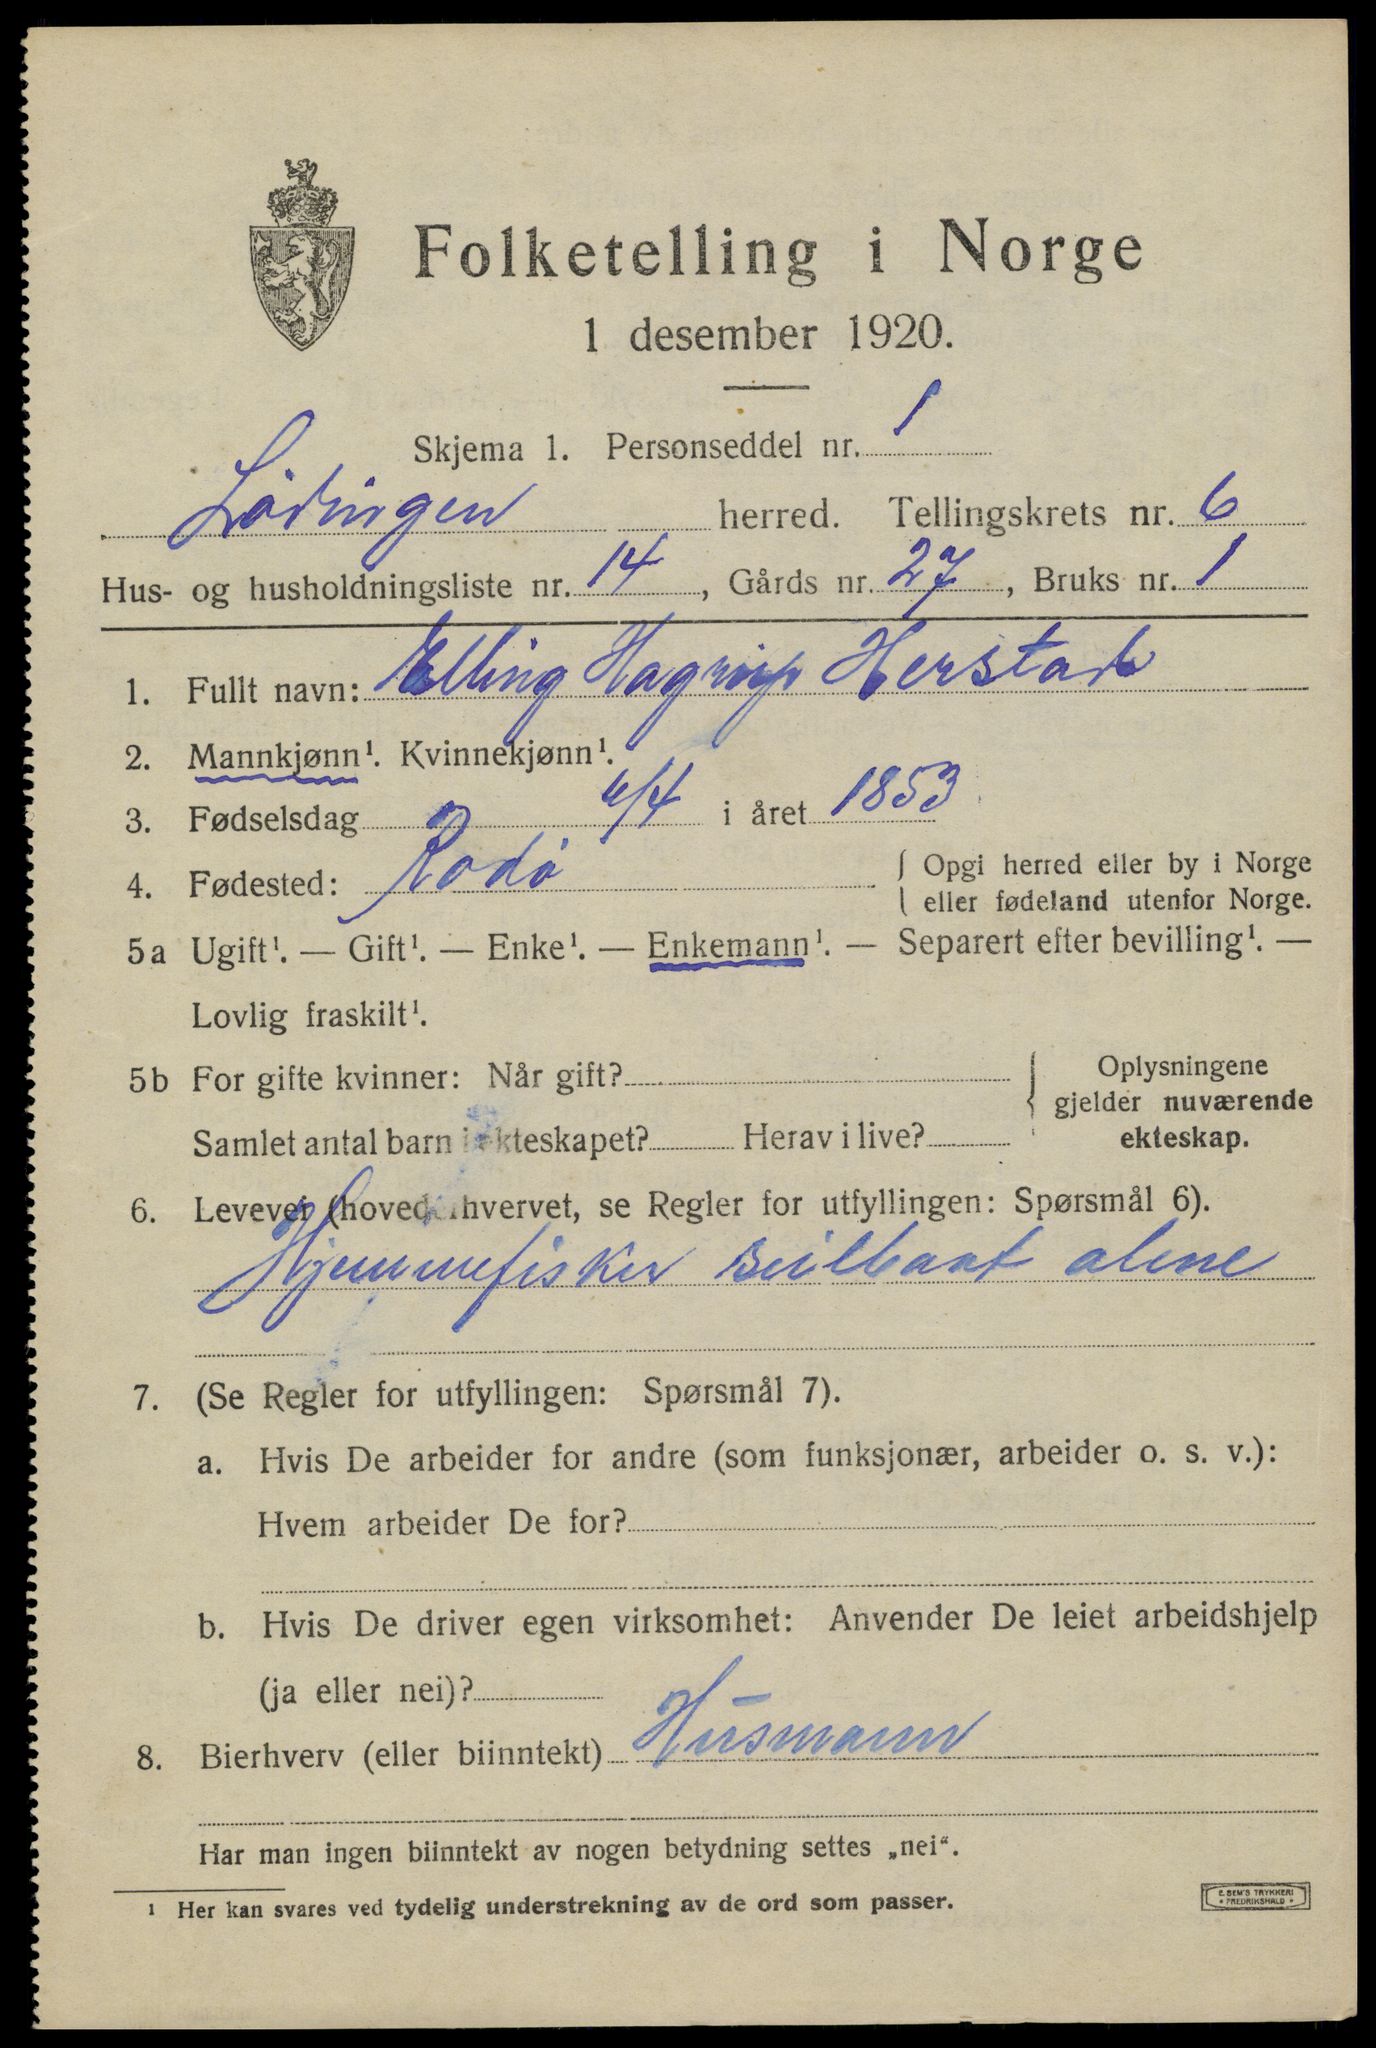 Folketelling i Norge
1 desember 1920.
Skjema 1. Personseddel nr. 1
Lödingen herred. Tellingskrets nr. 6
Hus- og husholdningsliste nr. 14, Gårds nr. 27, Bruks nr. 1
1. Fullt navn: Elling Herstad
2. Mannkjønn¹. Kvinnekjønn¹.
3. Fødselsdag 6/4 i året 1853
4. Fødested: Rödö { Opgi herred eller by i Norge
eller fødeland utenfor Norge.
5a Ugift¹. — Gift¹. — Enke¹. — Enkemann¹. — Separert efter bevilling¹. —
Lovlig fraskilt¹.
5b For gifte kvinner: Når gift? { Oplysningene
gjelder nuværende
Samlet antal barn i ekteskapet? Herav i live? ekteskap.
6. Levevei (hovederhvervet, se Regler for utfyllingen: Spørsmål 6).
Hjemmefisker alene
7. (Se Regler for utfyllingen: Spørsmål 7).
a. Hvis De arbeider for andre (som funksjonær, arbeider o. s. v.):
Hvem arbeider De for?
b. Hvis De driver egen virksomhet: Anvender De leiet arbeidshjelp
(ja eller nei)?
8. Bierhverv (eller biinntekt) Husmann
Har man ingen biinntekt av nogen betydning settes „nei“.
¹ Her kan svares ved tydelig understrekning av de ord som passer.
E. SEM'S TRYKKERI
• FREDRIKSHALD •